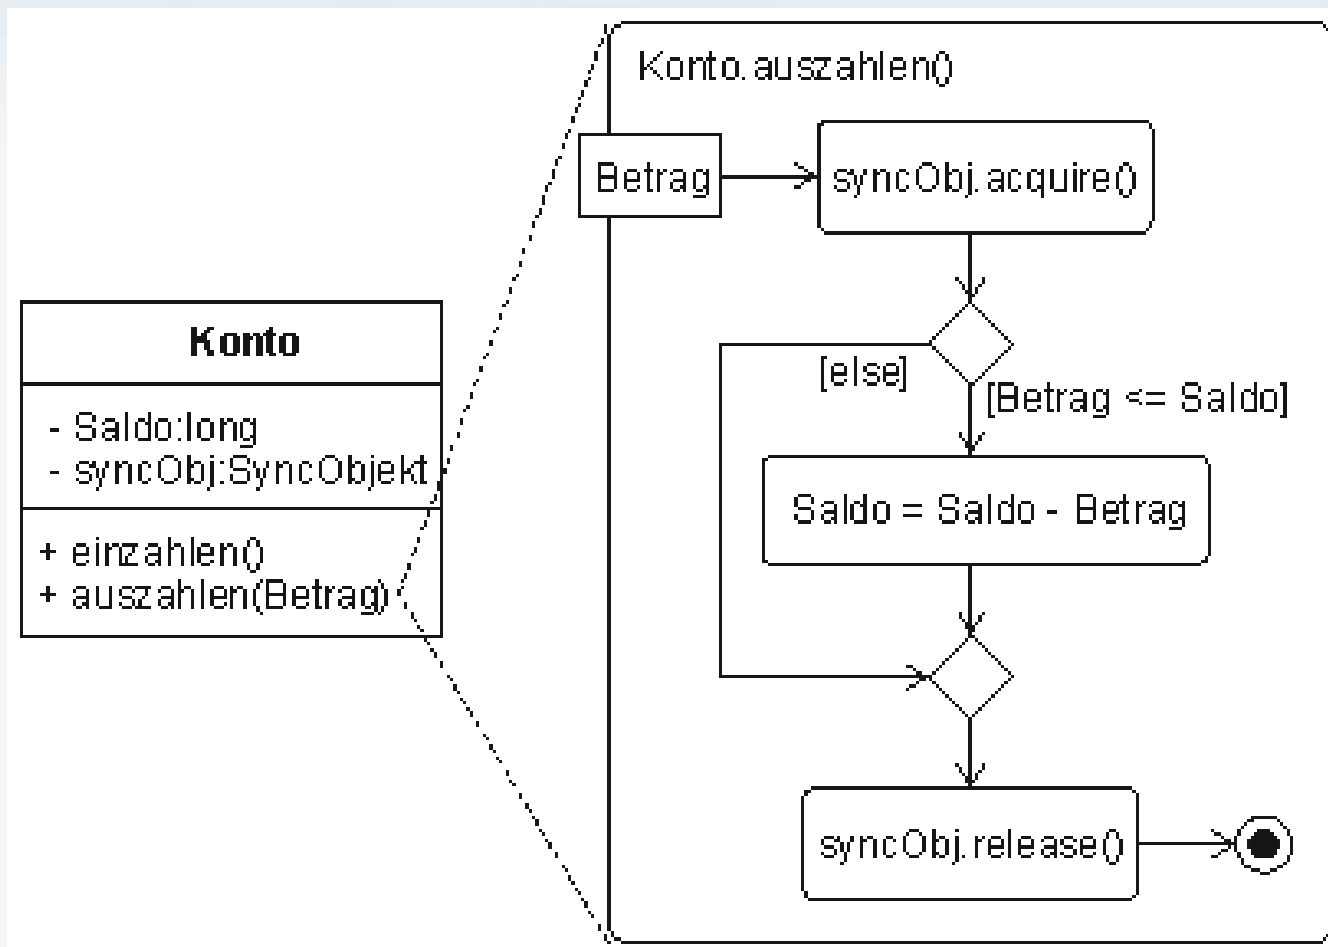 Konto
- Saldo:long
- syncObj:SyncObjekt
+ einzahlen()
+ auszahlen(Betrag)
Konto.auszahlen()
Betrag
syncObj.acquire()
[else]
[Betrag <= Saldo]
Saldo = Saldo - Betrag
syncObj.release()